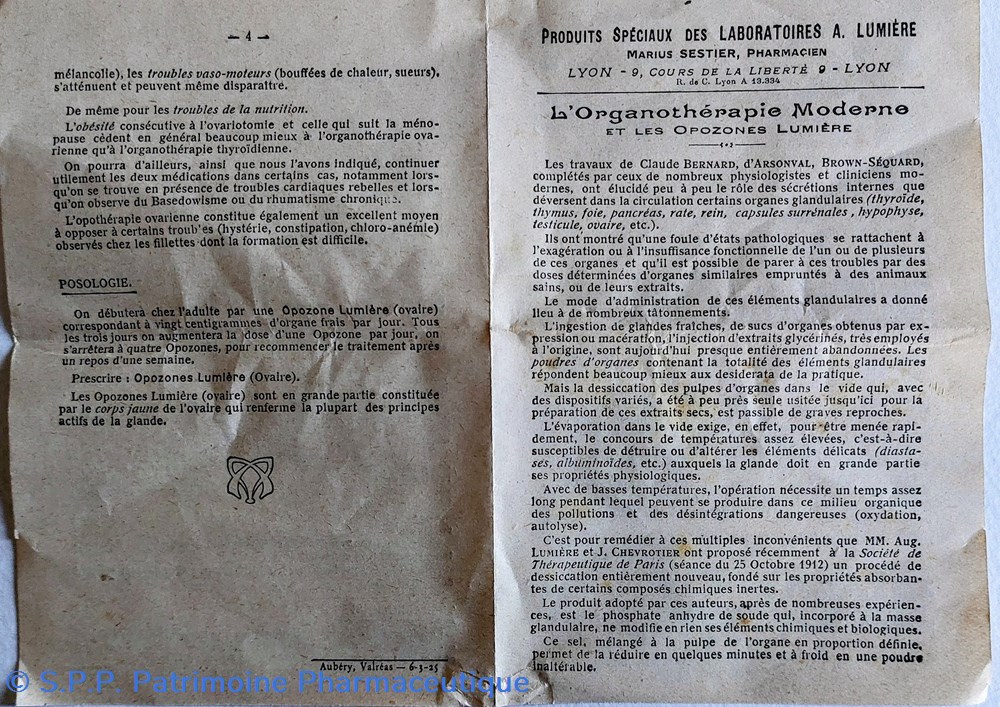 — 4 —
mélancolie), les troubles vaso-moteurs (bouffées de chaleur, sueurs),
s'atténuent et peuvent même disparaître.
De même pour les troubles de la nutrition.
L'obésité consécutive à l'ovariotomie et celle qui suit la méno-
pause cèdent en général beaucoup mieux à l'organothérapie ova-
rienne qu'à l'organothérapie thyroïdienne.
On pourra d'ailleurs, ainsi que nous l'avons indiqué, continuer
utilement les deux médications dans certains cas, notamment lors-
qu'on se trouve en présence de troubles cardiaques rebelles et lors-
qu'on observe du Basedowisme ou du rhumatisme chronique.
L'opothérapie ovarienne constitue également un excellent moyen
à opposer à certains troub'es (hystérie, constipation, chloro-anémie)
observés chez les fillettes dont la formation est difficile.
POSOLOGIE.
On débutera chez l'adulte par une Opozone Lumière (ovaire)
correspondant à vingt centigrammes d'organe frais par jour. Tous
les trois jours on augmentera la dose d'une Opozone par jour, on
s'arrêtera à quatre Opozones, pour recommencer le traitement après
un repos d'une semaine.
Prescrire : Opozones Lumière (Ovaire).
Les Opozones Lumière (ovaire) sont en grande partie constituée
par le corps jaune de l'ovaire qui renferme la plupart des principes
actifs de la glande.
Aubéry, Valréas — 6-3-25
PRODUITS SPÉCIAUX DES LABORATOIRES A. LUMIÈRE
MARIUS SESTIER, PHARMACIEN
LYON - 9, COURS DE LA LIBERTÉ 9 - LYON
R. de C. Lyon A 13.334
L'Organothérapie Moderne
ET LES OPOZONES LUMIÈRE
Les travaux de Claude BERNARD, d'ARSONVAL, BROWN-SÉQUARD,
complétés par ceux de nombreux physiologistes et cliniciens mo-
dernes, ont élucidé peu à peu le rôle des sécrétions internes que
déversent dans la circulation certains organes glandulaires (thyroïde,
thymus, foie, pancréas, rate, rein, capsules surrénales, hypophyse,
testicule, ovaire, etc.).
Ils ont montré qu'une foule d'états pathologiques se rattachent à
l'exagération ou à l'insuffisance fonctionnelle de l'un ou de plusieurs
de ces organes et qu'il est possible de parer à ces troubles par des
doses déterminées d'organes similaires empruntés à des animaux
sains, ou de leurs extraits.
Le mode d'administration de ces éléments glandulaires a donné
lieu à de nombreux tâtonnements.
L'ingestion de glandes fraîches, de sucs d'organes obtenus par ex-
pression ou macération, l'injection d'extraits glycérinés, très employés
à l'origine, sont aujourd'hui presque entièrement abandonnées. Les
poudres d'organes contenant la totalité des éléments glandulaires
répondent beaucoup mieux aux desiderata de la pratique.
Mais la dessiccation des pulpes d'organes dans le vide qui, avec
des dispositifs variés, a été à peu près seule usitée jusqu'ici pour la
préparation de ces extraits secs, est passible de graves reproches.
L'évaporation dans le vide exige, en effet, pour être menée rapi-
dement, le concours de températures assez élevées, c'est-à-dire
susceptibles de détruire ou d'altérer les éléments délicats (diasta-
ses, albuminoïdes, etc.) auxquels la glande doit en grande partie
ses propriétés physiologiques.
Avec de basses températures, l'opération nécessite un temps assez
long pendant lequel peuvent se produire dans ce milieu organique
des pollutions et des désintégrations dangereuses (oxydation,
autolyse).
C'est pour remédier à ces multiples inconvénients que MM. Aug.
LUMIÈRE et J. CHEVROTIER ont proposé récemment à la Société de
Thérapeutique de Paris (séance du 25 Octobre 1912) un procédé de
dessiccation entièrement nouveau, fondé sur les propriétés absorban-
tes de certains composés chimiques inertes.
Le produit adopté par ces auteurs, après de nombreuses expérien-
ces, est le phosphate anhydre de soude qui, incorporé à la masse
glandulaire, ne modifie en rien ses éléments chimiques et biologiques.
Ce sel, mélangé à la pulpe de l'organe en proportion définie,
permet de la réduire en quelques minutes et à froid en une poudre
inaltérable.
© S.P.P. Patrimoine Pharmaceutique